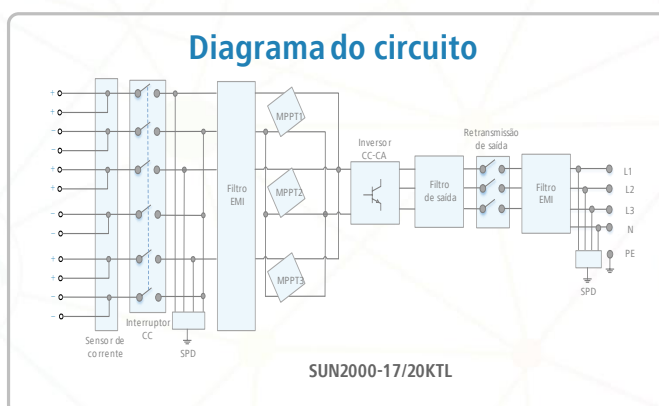 Diagrama do circuito
+
+
−
−
+
+
−
−
+
+
−
−
Sensor de
corrente
Interruptor
CC
SPD
Filtro
EMI
MPPT1
MPPT2
MPPT3
Inversor
CC-CA
Filtro
de saída
Retransmissão
de saída
Filtro
EMI
L1
L2
L3
N
PE
SPD
SUN2000-17/20KTL